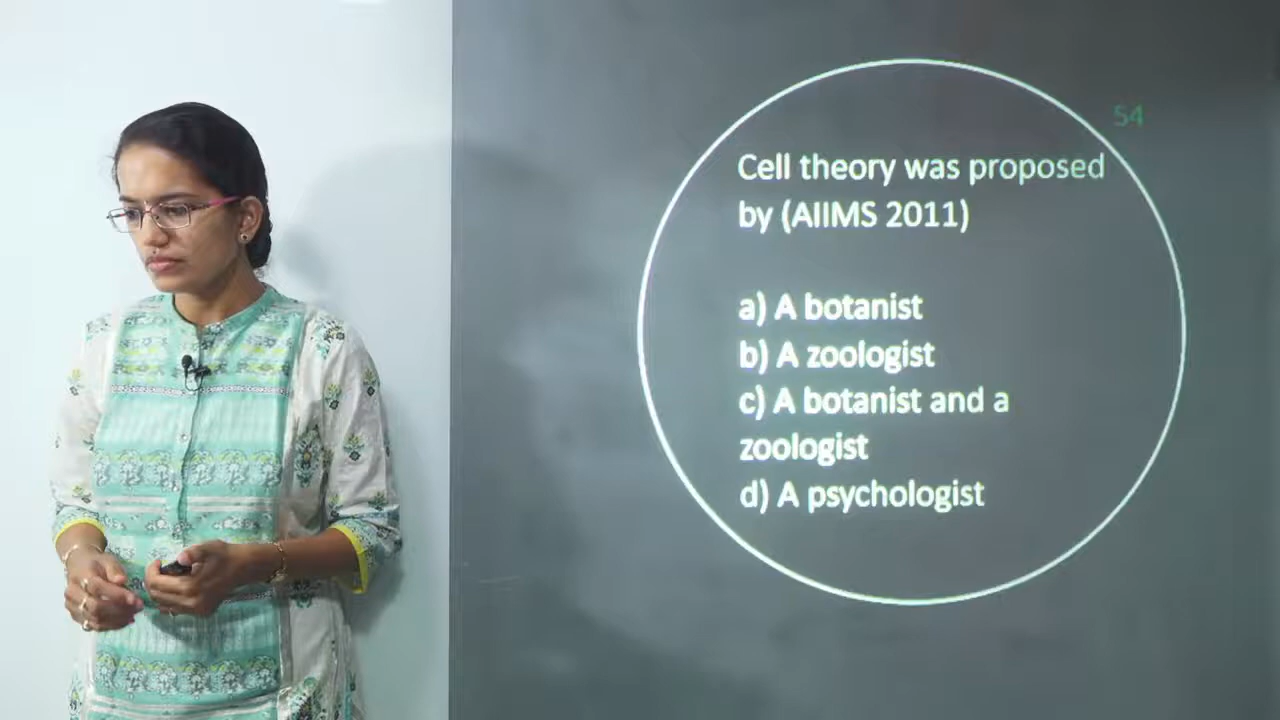 54
Cell theory was proposed
by (AIIMS 2011)
a) A botanist
b) A zoologist
c) A botanist and a
zoologist
d) A psychologist